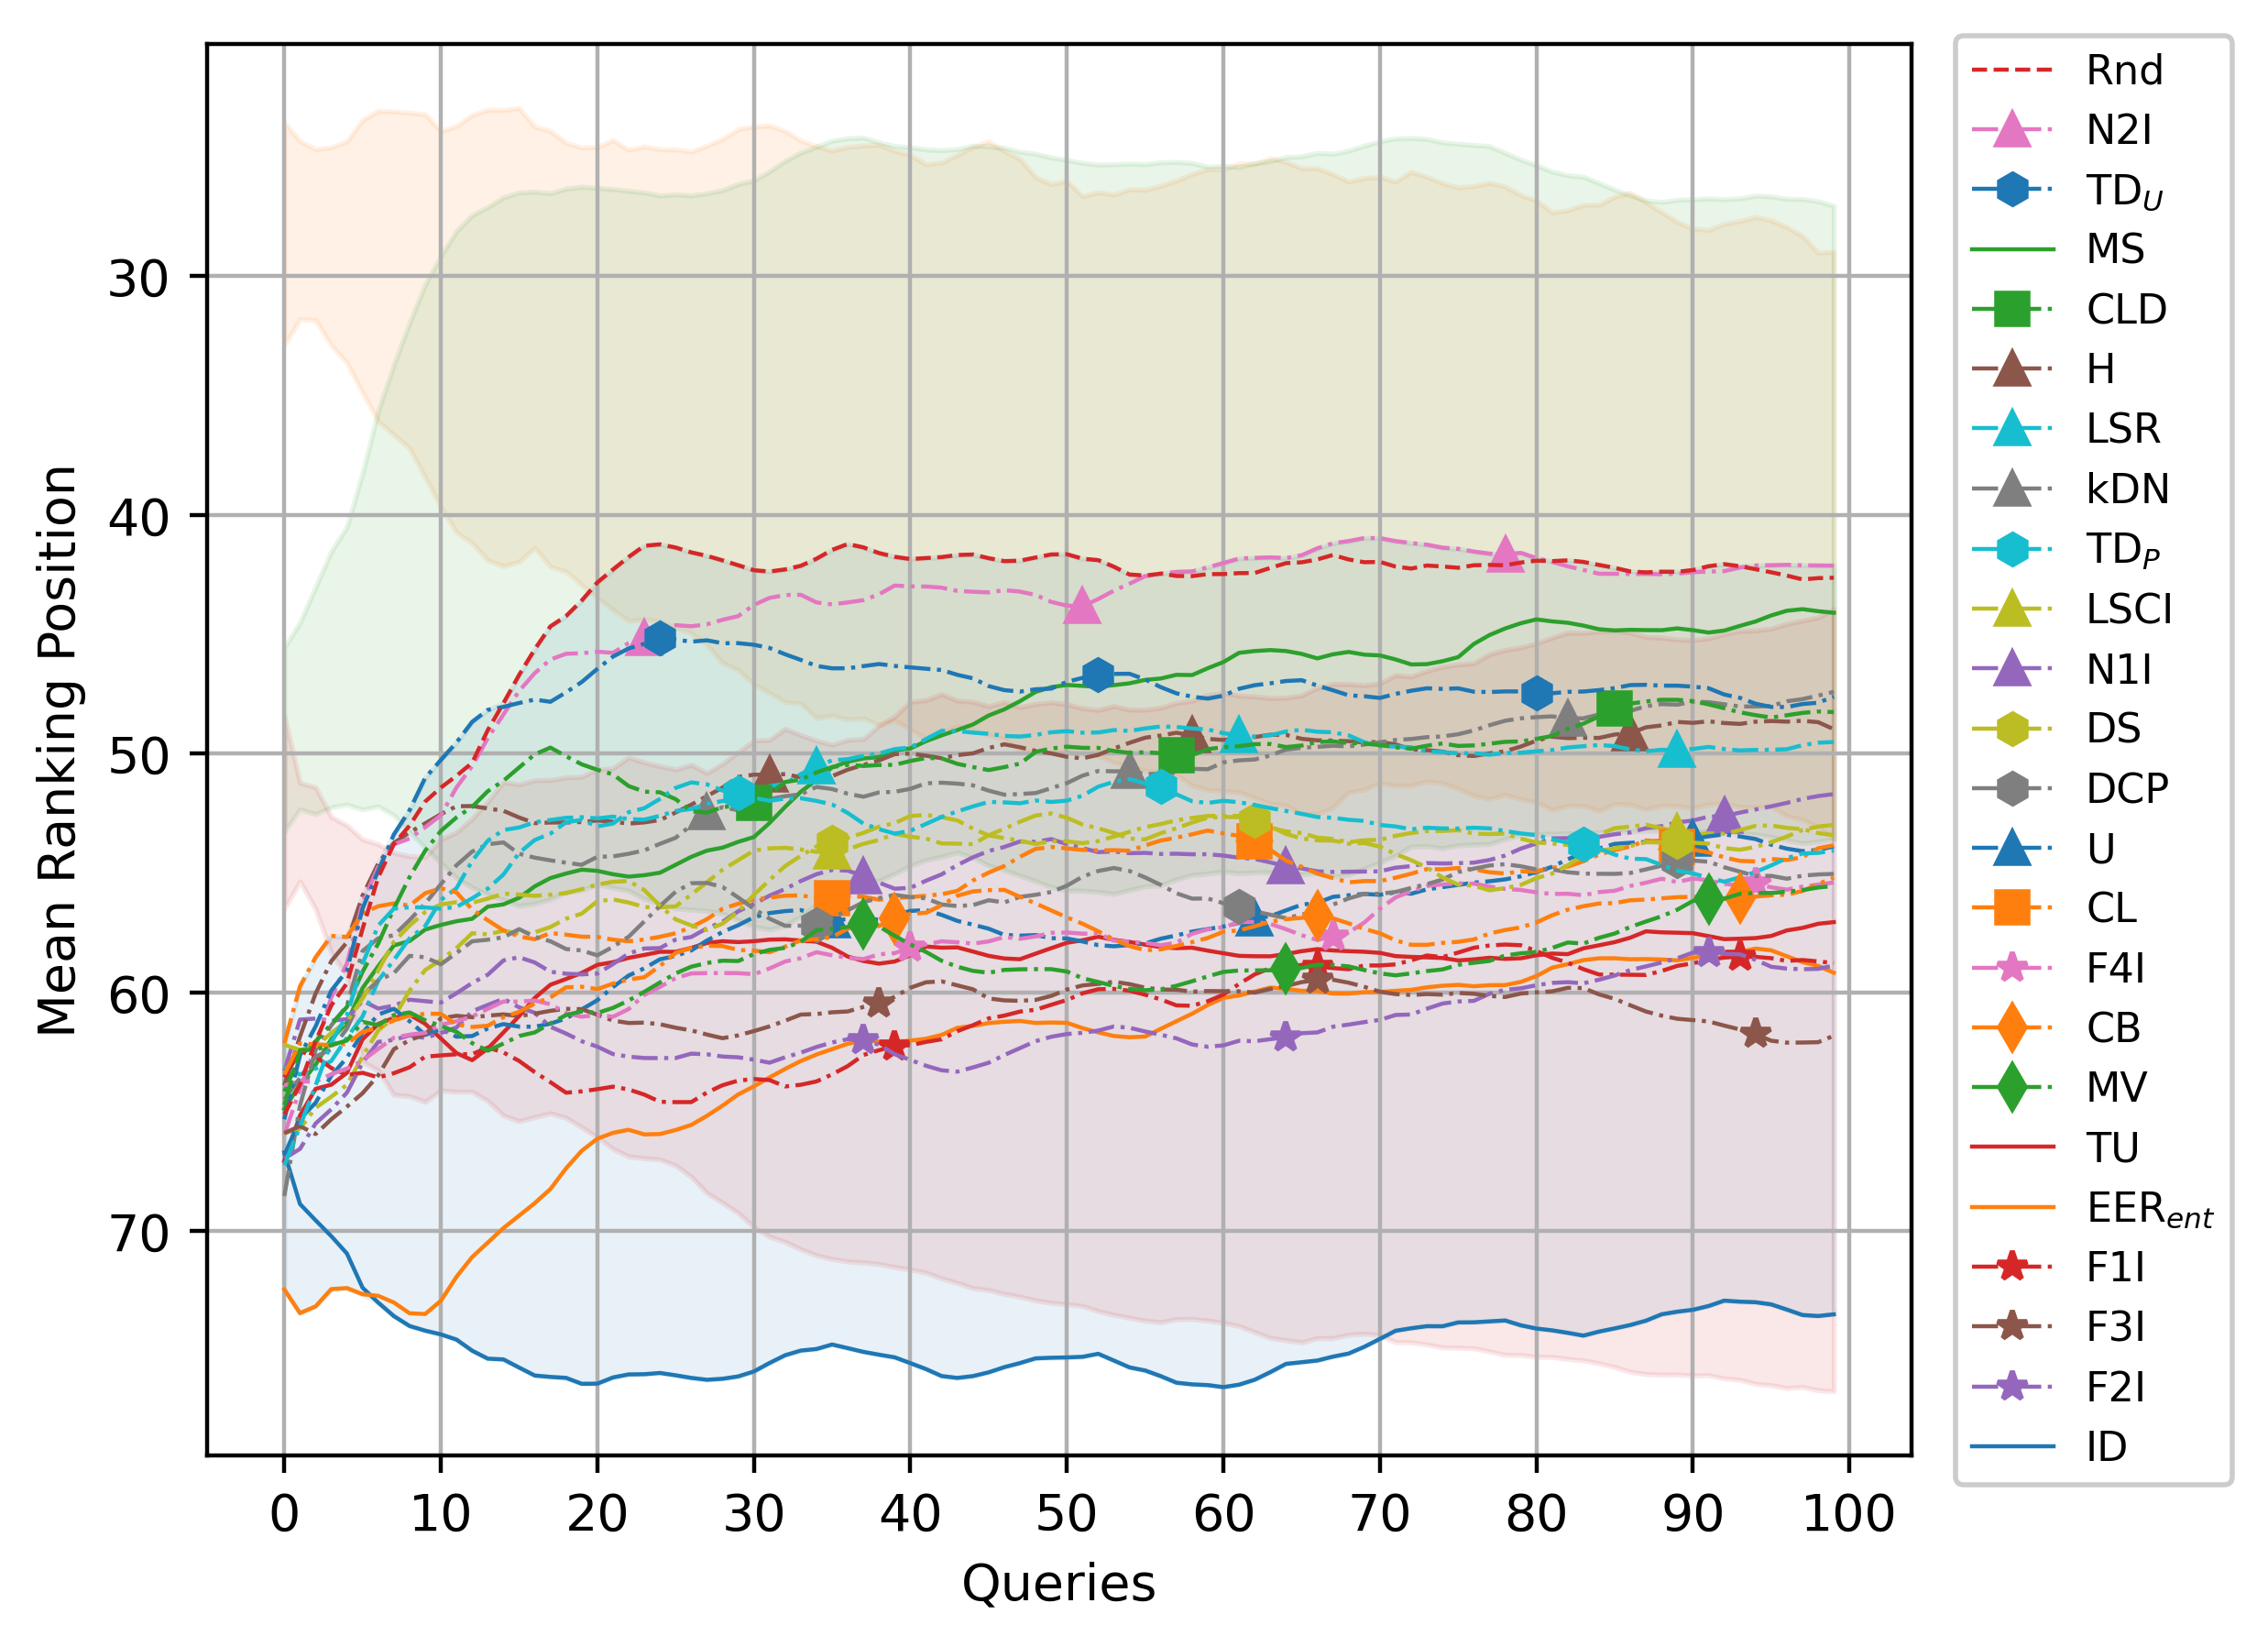 Mean Ranking Position
30
40
50
60
70
0 10 20 30 40 50 60 70 80 90 100
Queries
Rnd
N2I
TD_U
MS
CLD
H
LSR
kDN
TD_P
LSCI
N1I
DS
DCP
U
CL
F4I
CB
MV
TU
EER_ent
F1I
F3I
F2I
ID